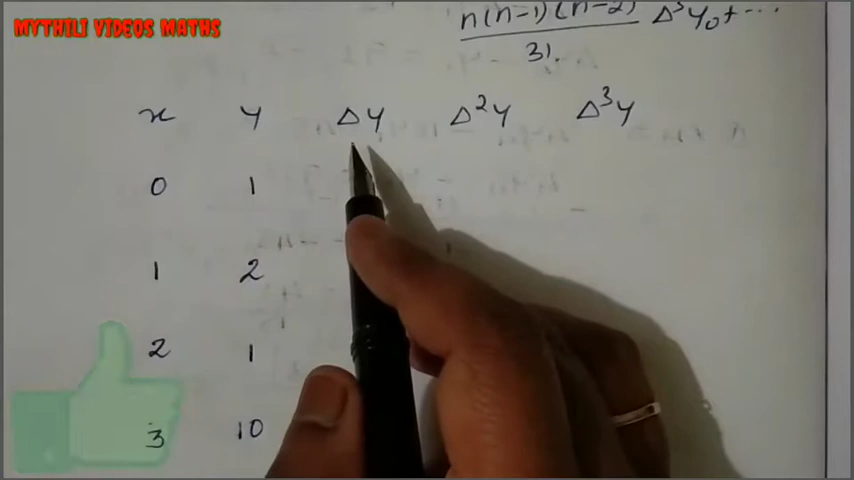 MYTHILI VIDEOS MATHS
n(n-1)(n-2) Δ³y₀+ ...
3!
x y Δy Δ²y Δ³y
0 1
1 2
2 1
3 10